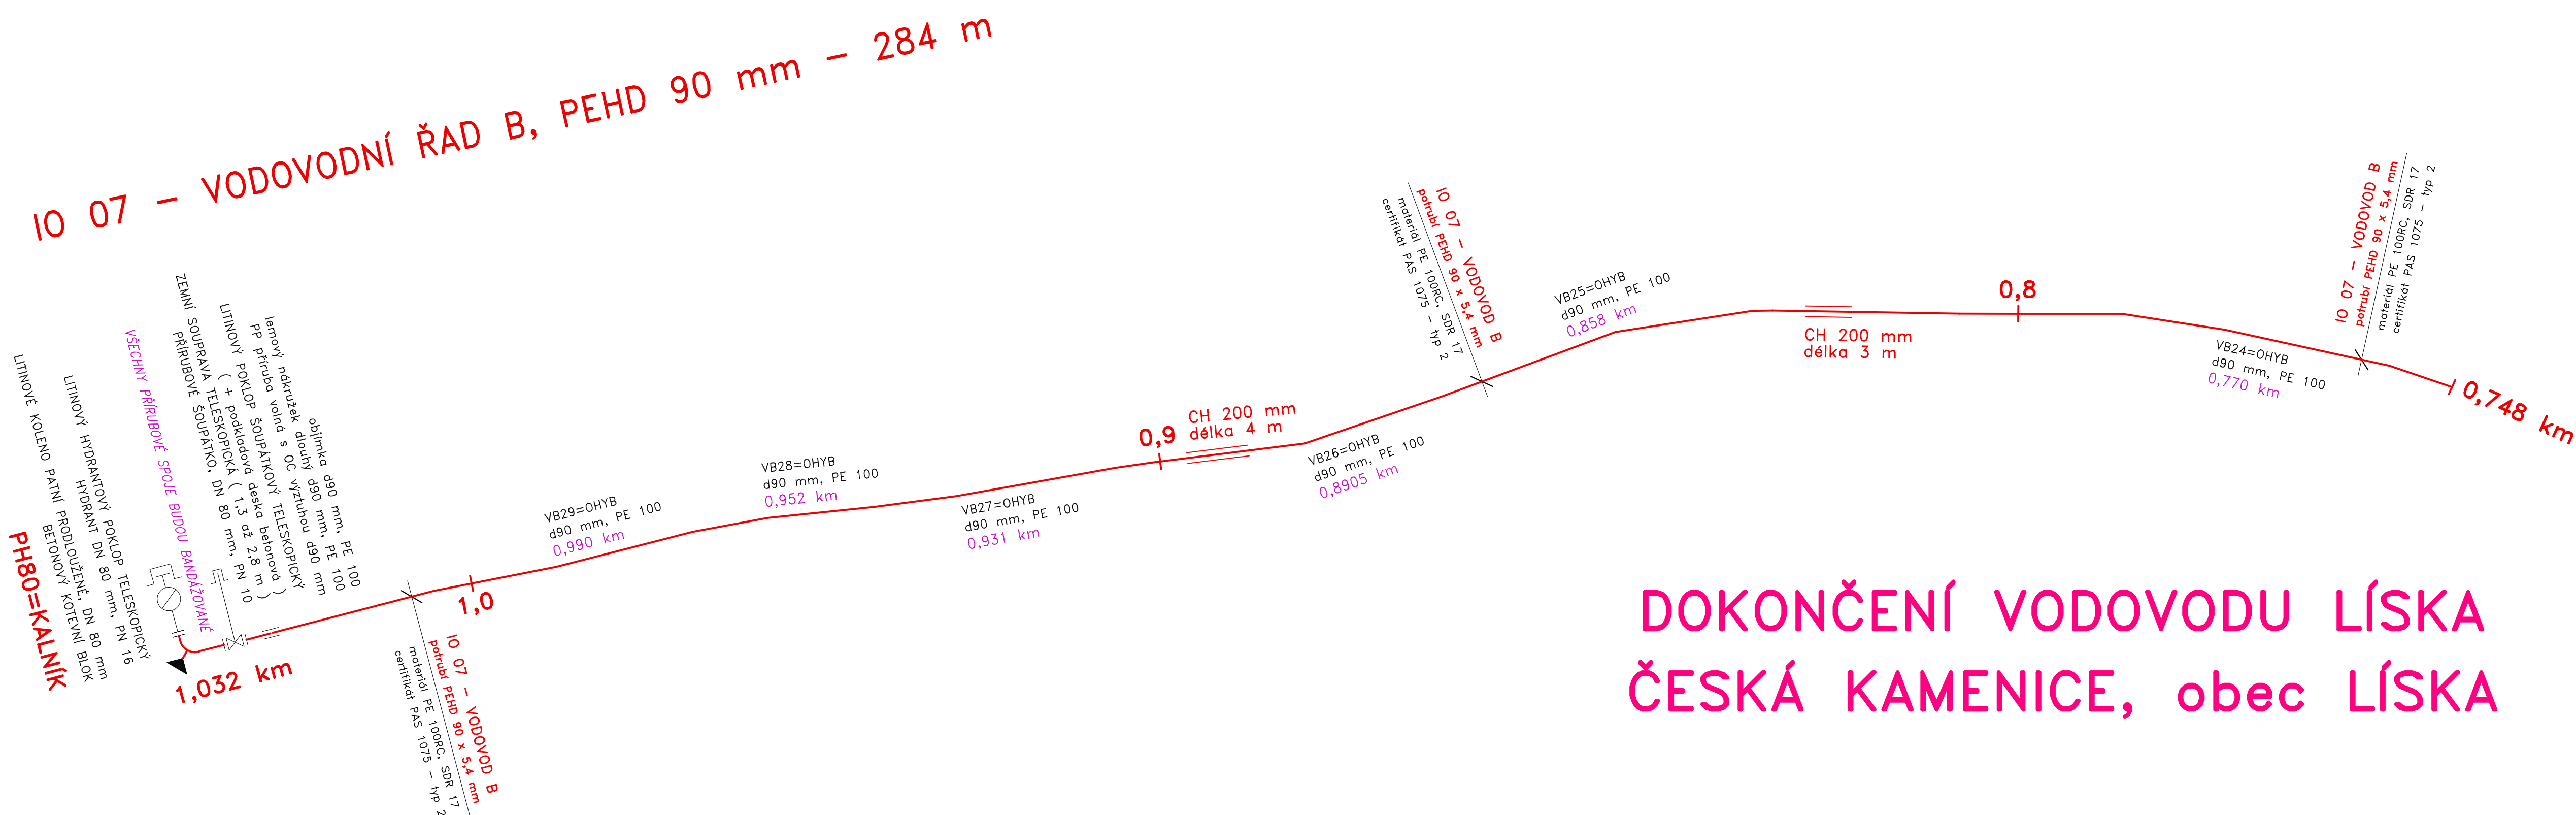 IO 07 – VODOVODNÍ ŘAD B, PEHD 90 mm – 284 m
PH80=KALNÍK
LITINOVÉ KOLENO PATNÍ PRODLOUŽENÉ, DN 80 mm
BETONOVÝ KOTEVNÍ BLOK
LITINOVÝ HYDRANTOVÝ POKLOP TELESKOPICKÝ
HYDRANT DN 80 mm, PN 16
VŠECHNY PŘÍRUBOVÉ SPOJE BUDOU BANDÁŽOVANÉ
ZEMNÍ SOUPRAVA TELESKOPICKÁ ( 1,3 až 2,8 m )
PŘÍRUBOVÉ ŠOUPÁTKO, DN 80 mm, PN 10
LITINOVÝ POKLOP ŠOUPÁTKOVÝ TELESKOPICKÝ
( + podkladová deska betonová )
lemový nákružek dlouhý d90 mm, PE 100
PP příruba volná s OC výztuhou d90 mm
objímka d90 mm, PE 100
1,032 km
IO 07 – VODOVOD B
potrubí PEHD 90 x 5,4 mm
materiál PE 100RC, SDR 17
certifikát PAS 1075 – typ 2
1,0
VB29=OHYB
d90 mm, PE 100
0,990 km
VB28=OHYB
d90 mm, PE 100
0,952 km
VB27=OHYB
d90 mm, PE 100
0,931 km
0,9
CH 200 mm
délka 4 m
VB26=OHYB
d90 mm, PE 100
0,8905 km
IO 07 – VODOVOD B
potrubí PEHD 90 x 5,4 mm
materiál PE 100RC, SDR 17
certifikát PAS 1075 – typ 2
VB25=OHYB
d90 mm, PE 100
0,858 km
CH 200 mm
délka 3 m
0,8
VB24=OHYB
d90 mm, PE 100
0,770 km
IO 07 – VODOVOD B
potrubí PEHD 90 x 5,4 mm
materiál PE 100RC, SDR 17
certifikát PAS 1075 – typ 2
0,748 km
DOKONČENÍ VODOVODU LÍSKA
ČESKÁ KAMENICE, obec LÍSKA